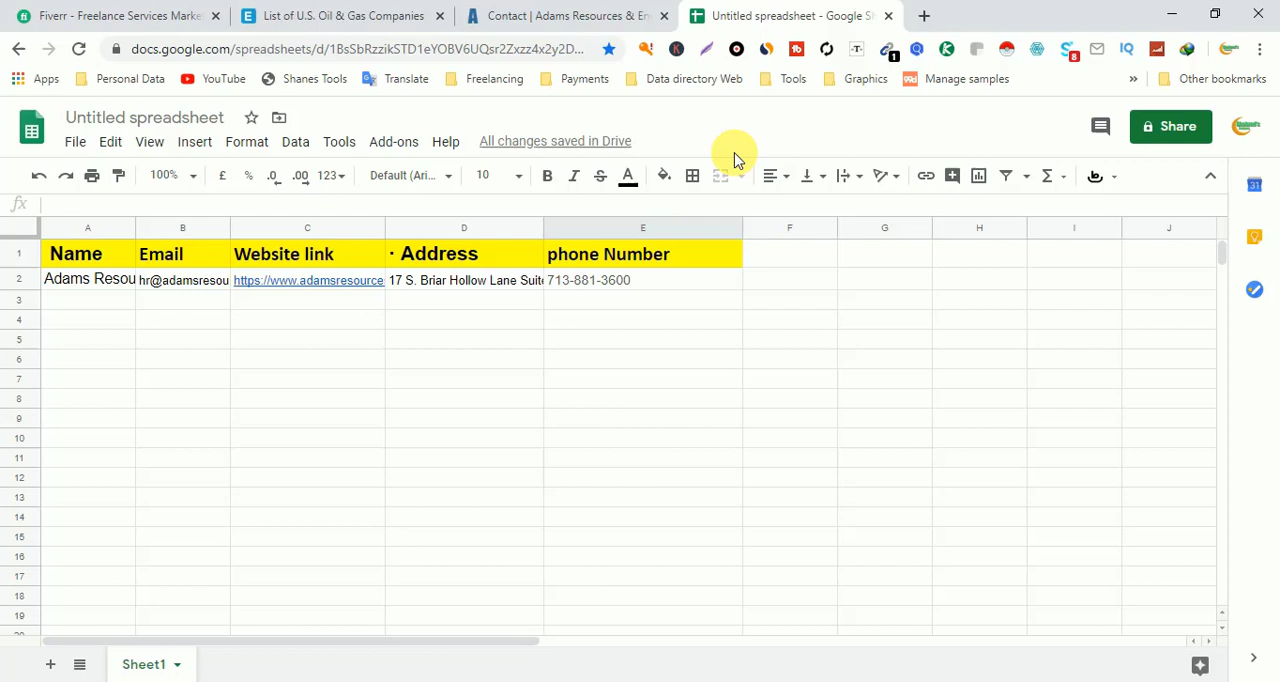 Fiverr - Freelance Services Marke
List of U.S. Oil & Gas Companies
Contact | Adams Resources & En
Untitled spreadsheet - Google S
docs.google.com/spreadsheets/d/1BsSbRzzikSTD1eYOBV6UQsr2Zxzz4x2y2D...
Apps
Personal Data
YouTube
Shanes Tools
Translate
Freelancing
Payments
Data directory Web
Tools
Graphics
Manage samples
»
Other bookmarks
Untitled spreadsheet
File Edit View Insert Format Data Tools Add-ons Help All changes saved in Drive
Share
100% £ % .0 .00 123 Default (Ari... 10 B I S A
fx
A B C D E F G H I J
1 Name Email Website link · Address phone Number
2 Adams Resou hr@adamsresou https://www.adamsresource 17 S. Briar Hollow Lane Suite 713-881-3600
3
4
5
6
7
8
9
10
11
12
13
14
15
16
17
18
19
20
Sheet1